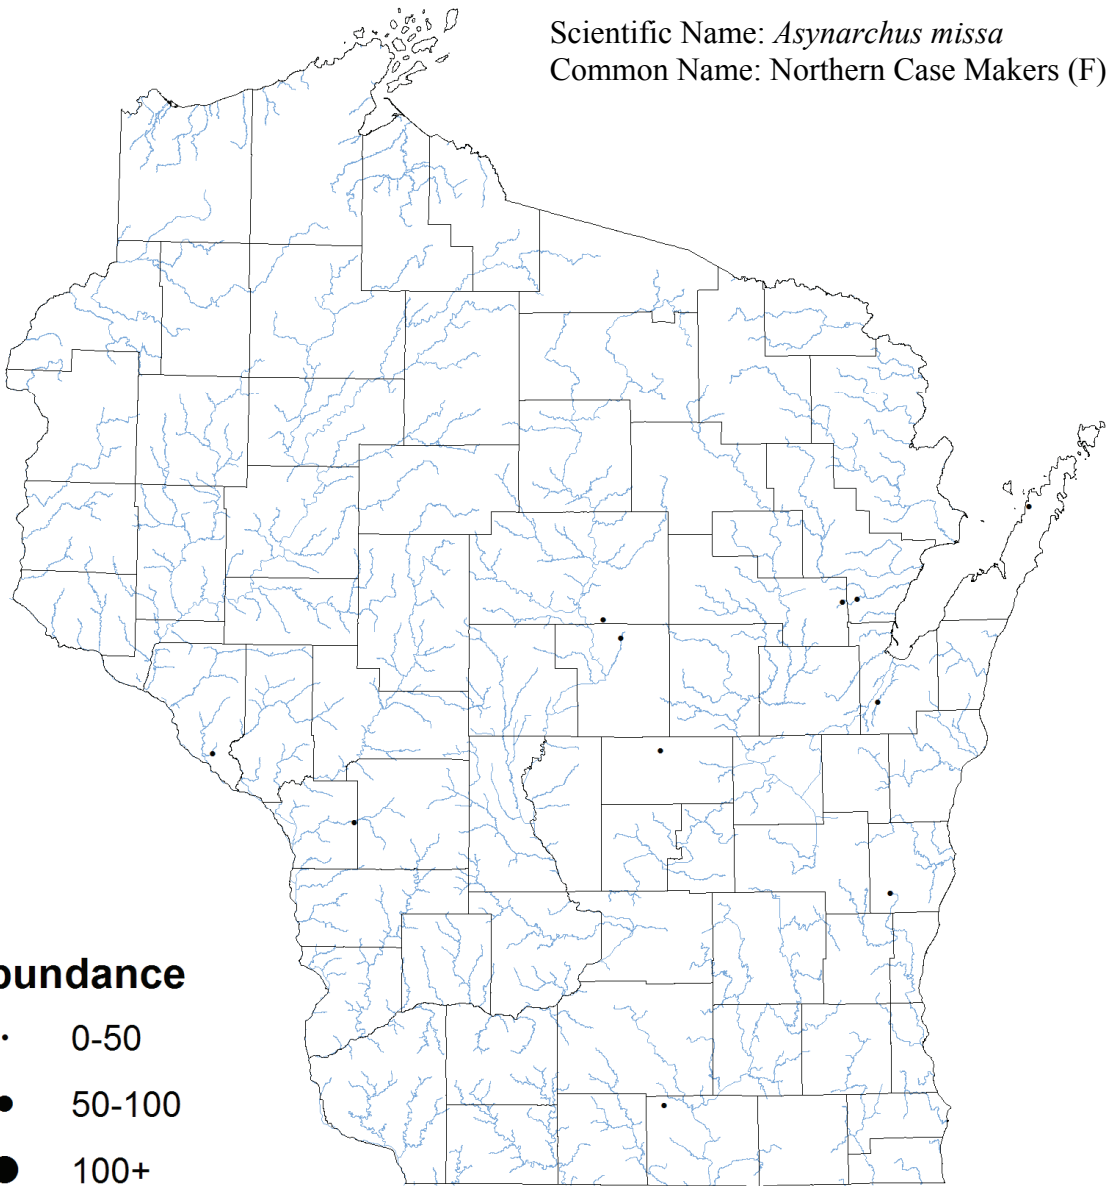 Scientific Name: Asynarchus missa
Common Name: Northern Case Makers (F)
bundance
0-50
50-100
100+